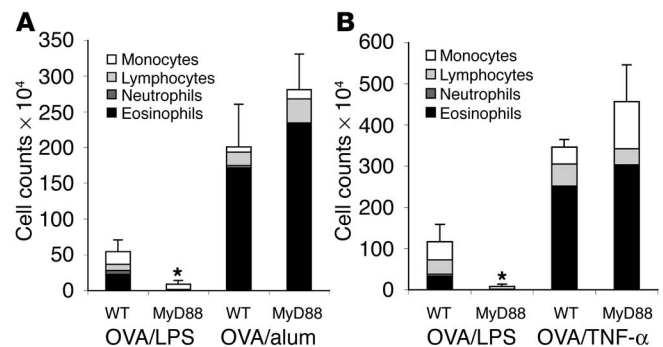 A
Cell counts × 10⁴
350
300
250
200
150
100
50
0
Monocytes
Lymphocytes
Neutrophils
Eosinophils
*
WT MyD88 WT MyD88
OVA/LPS OVA/alum
B
Cell counts × 10⁴
600
500
400
300
200
100
0
Monocytes
Lymphocytes
Neutrophils
Eosinophils
*
WT MyD88 WT MyD88
OVA/LPS OVA/TNF-α